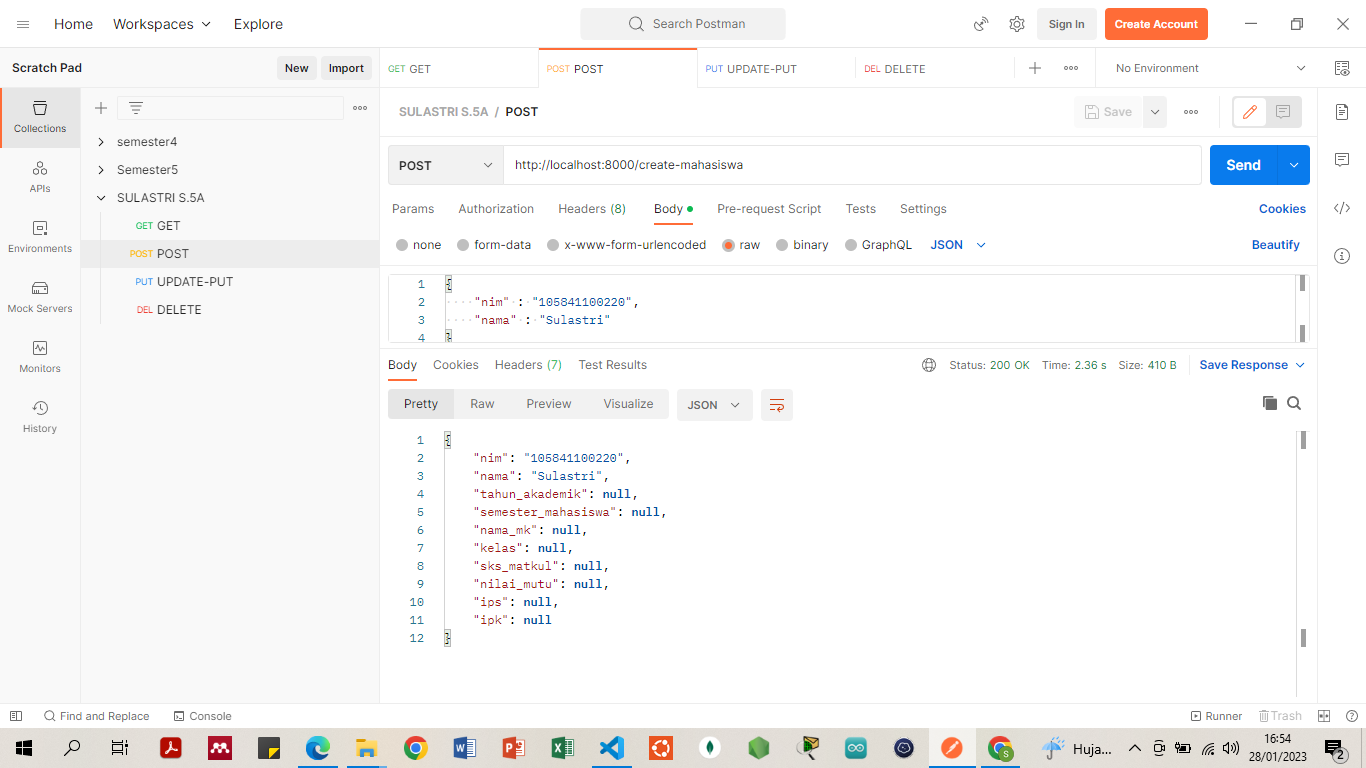 Home Workspaces Explore Search Postman Sign In Create Account
Scratch Pad New Import GET GET POST POST PUT UPDATE-PUT DEL DELETE No Environment
Collections
APIs
Environments
Mock Servers
Monitors
History
semester4
Semester5
SULASTRI S.5A
GET GET
POST POST
PUT UPDATE-PUT
DEL DELETE
SULASTRI S.5A / POST Save
POST http://localhost:8000/create-mahasiswa Send
Params Authorization Headers (8) Body Pre-request Script Tests Settings Cookies
none form-data x-www-form-urlencoded raw binary GraphQL JSON Beautify
1 {
2 "nim" : "105841100220",
3 "nama" : "Sulastri"
4 }
Body Cookies Headers (7) Test Results Status: 200 OK Time: 2.36 s Size: 410 B Save Response
Pretty Raw Preview Visualize JSON
1 {
2 "nim": "105841100220",
3 "nama": "Sulastri",
4 "tahun_akademik": null,
5 "semester_mahasiswa": null,
6 "nama_mk": null,
7 "kelas": null,
8 "sks_matkul": null,
9 "nilai_mutu": null,
10 "ips": null,
11 "ipk": null
12 }
Find and Replace Console Runner Trash
Huja... 16:54
28/01/2023 2